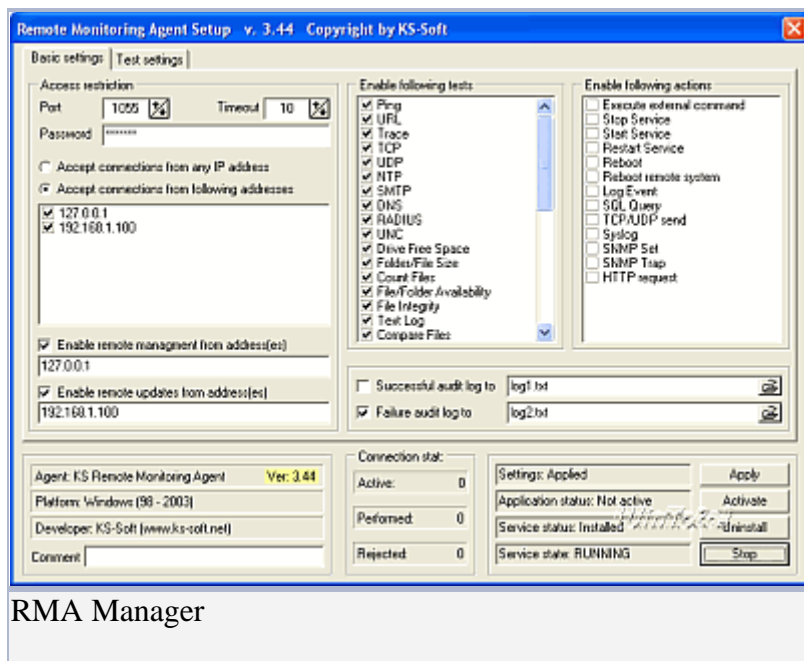 Remote Monitoring Agent Setup v. 3.44 Copyright by KS-Soft
Basic settings
Test settings
Access restriction
Port 1055 Timeout 10
Password *******
Accept connections from any IP address
Accept connections from following addresses
127.0.0.1
192.168.1.100
Enable remote managment from address(es)
127.0.0.1
Enable remote updates from address(es)
192.168.1.100
Enable following tests
Ping
URL
Trace
TCP
UDP
NTP
SMTP
DNS
RADIUS
UNC
Drive Free Space
Folder/File Size
Count Files
File/Folder Availability
File Integrity
Text Log
Compare Files
Enable following actions
Execute external command
Stop Service
Start Service
Restart Service
Reboot
Reboot remote system
Log Event
SQL Query
TCP/UDP send
Syslog
SNMP Set
SNMP Trap
HTTP request
Successful audit log to log1.txt
Failure audit log to log2.txt
Agent: KS Remote Monitoring Agent Ver: 3.44
Platform: Windows (98 - 2003)
Developer: KS-Soft (www.ks-soft.net)
Comment
Connection stat:
Active: 0
Performed: 0
Rejected: 0
Settings: Applied
Application status: Not active
Service status: Installed
Service state: RUNNING
Apply
Activate
Uninstall
Stop
RMA Manager